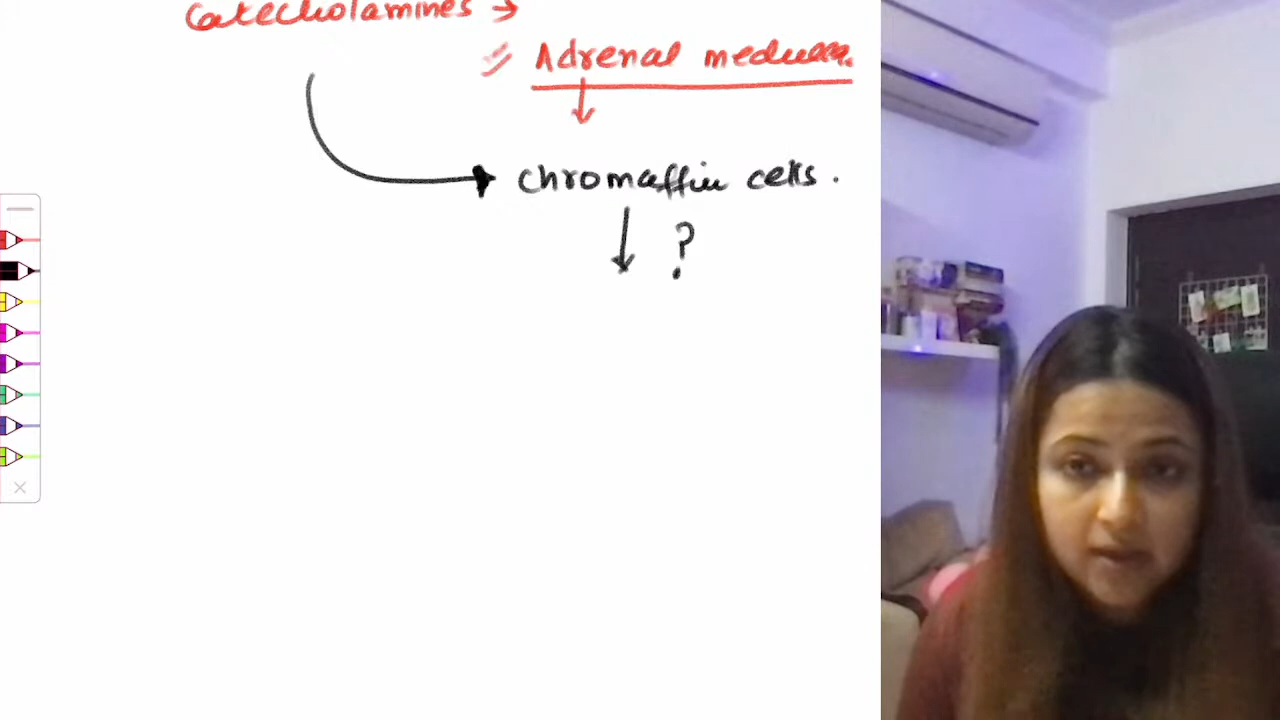 Catecholamines →
Adrenal medulla.
chromaffin cells.
?